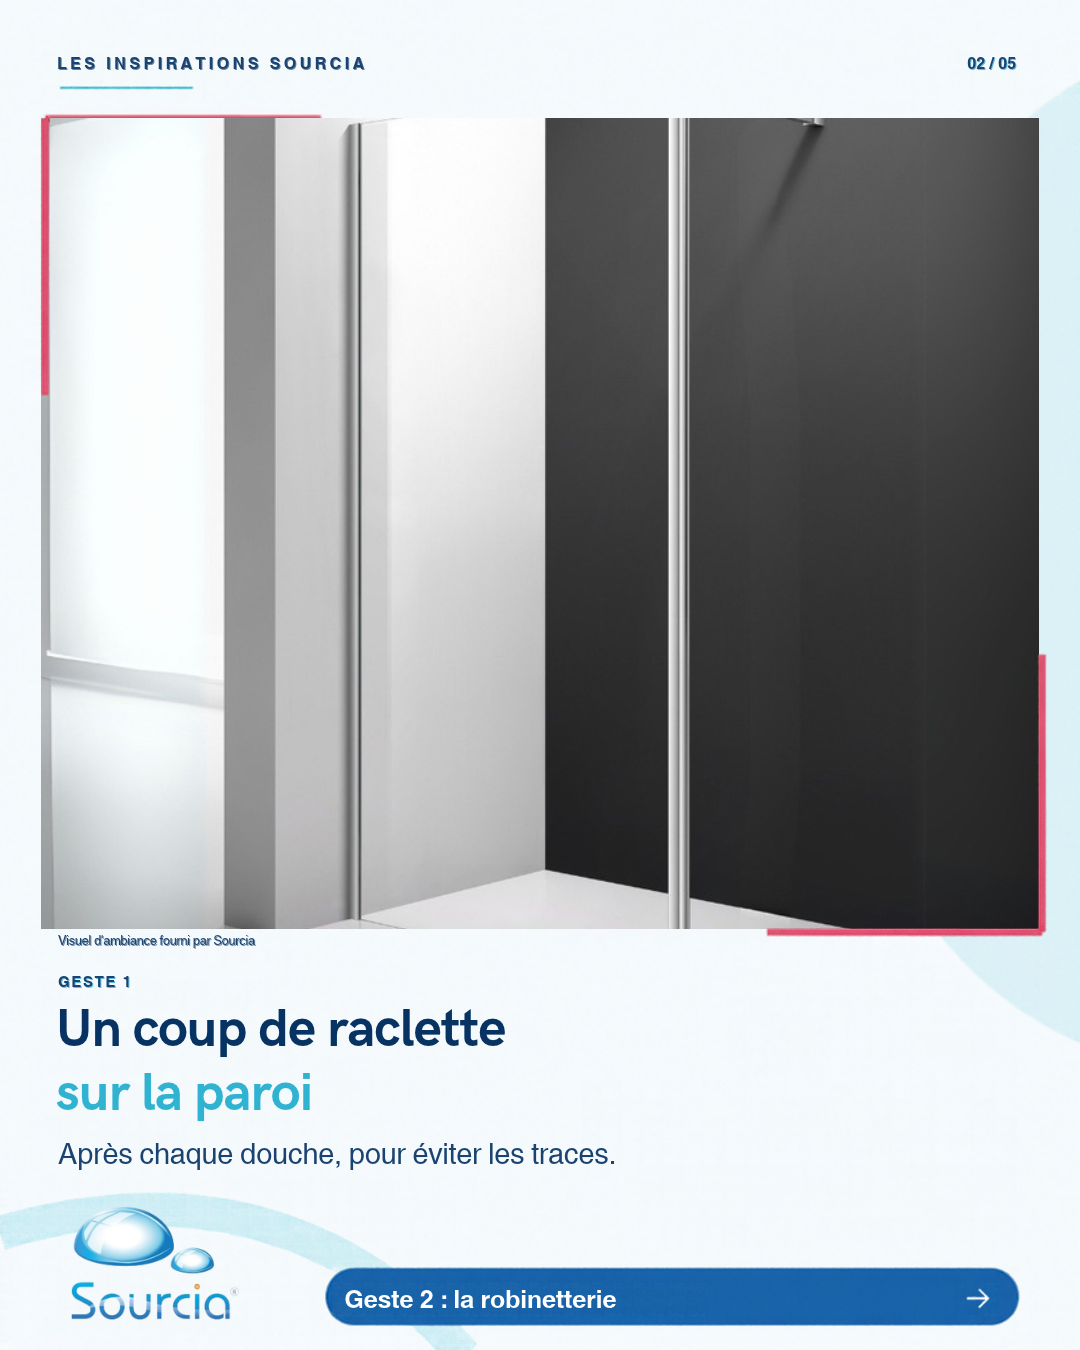 LES INSPIRATIONS SOURCIA
02 / 05
Visuel d'ambiance fourni par Sourcia
GESTE 1
Un coup de raclette
sur la paroi
Après chaque douche, pour éviter les traces.
Sourcia®
Geste 2 : la robinetterie →